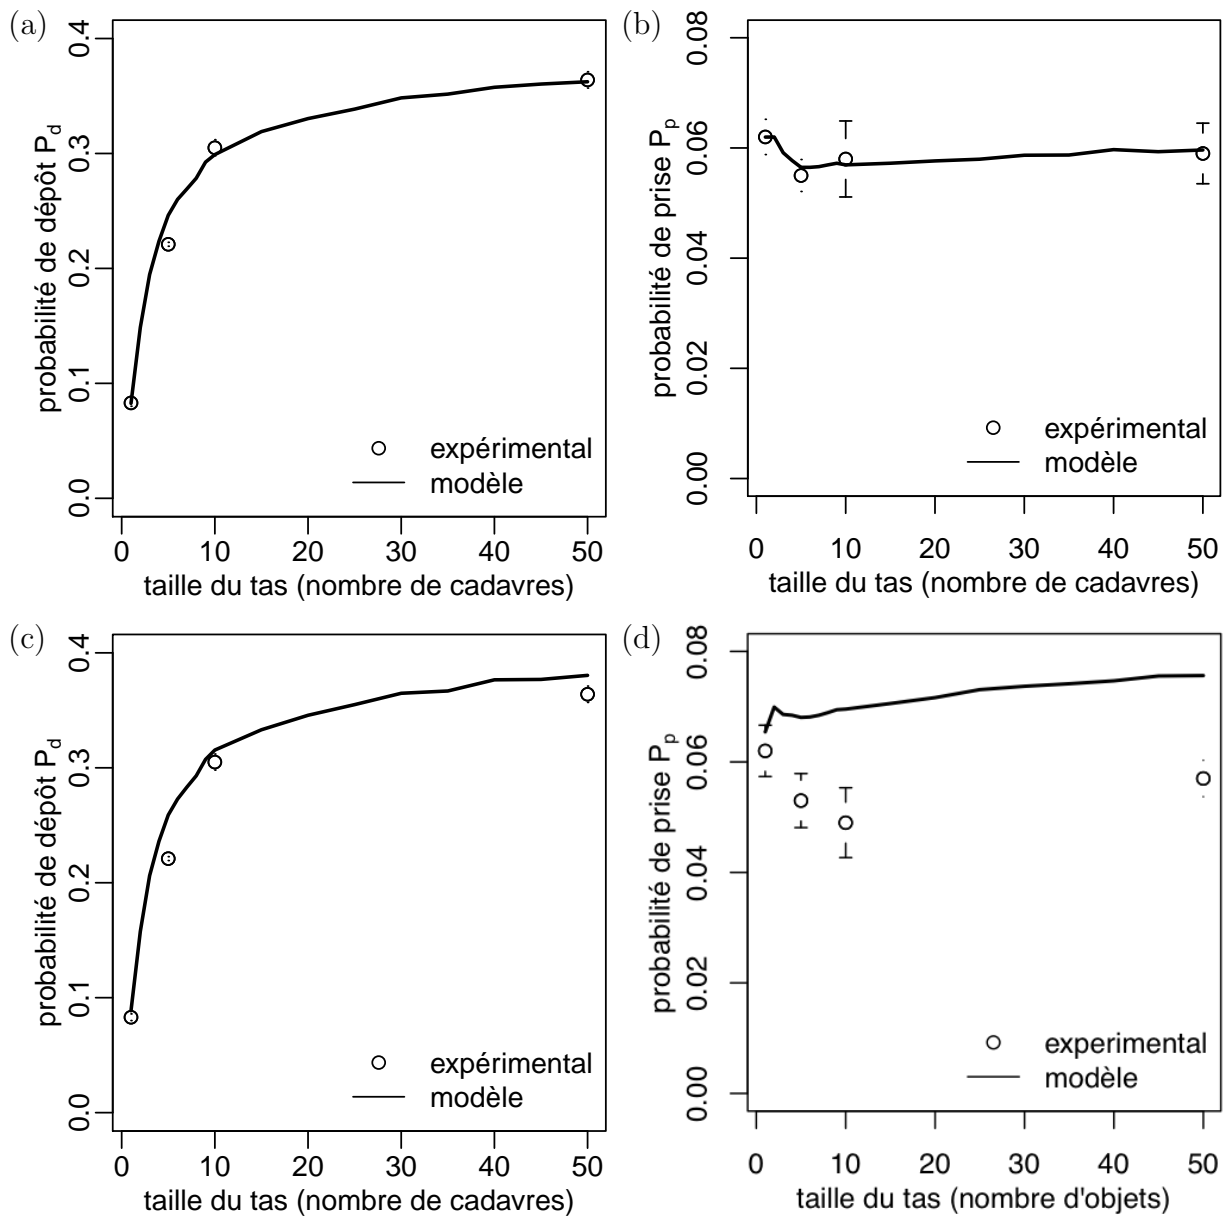 (a)
0.4
0.3
0.2
0.1
0.0
probabilité de dépôt P_d
expérimental
modèle
0 10 20 30 40 50
taille du tas (nombre de cadavres)
(b)
0.08
0.06
0.04
0.02
0.00
probabilité de prise P_p
expérimental
modèle
0 10 20 30 40 50
taille du tas (nombre de cadavres)
(c)
0.4
0.3
0.2
0.1
0.0
probabilité de dépôt P_d
expérimental
modèle
0 10 20 30 40 50
taille du tas (nombre de cadavres)
(d)
0.08
0.06
0.04
0.02
0.00
probabilité de prise P_p
experimental
modèle
0 10 20 30 40 50
taille du tas (nombre d'objets)